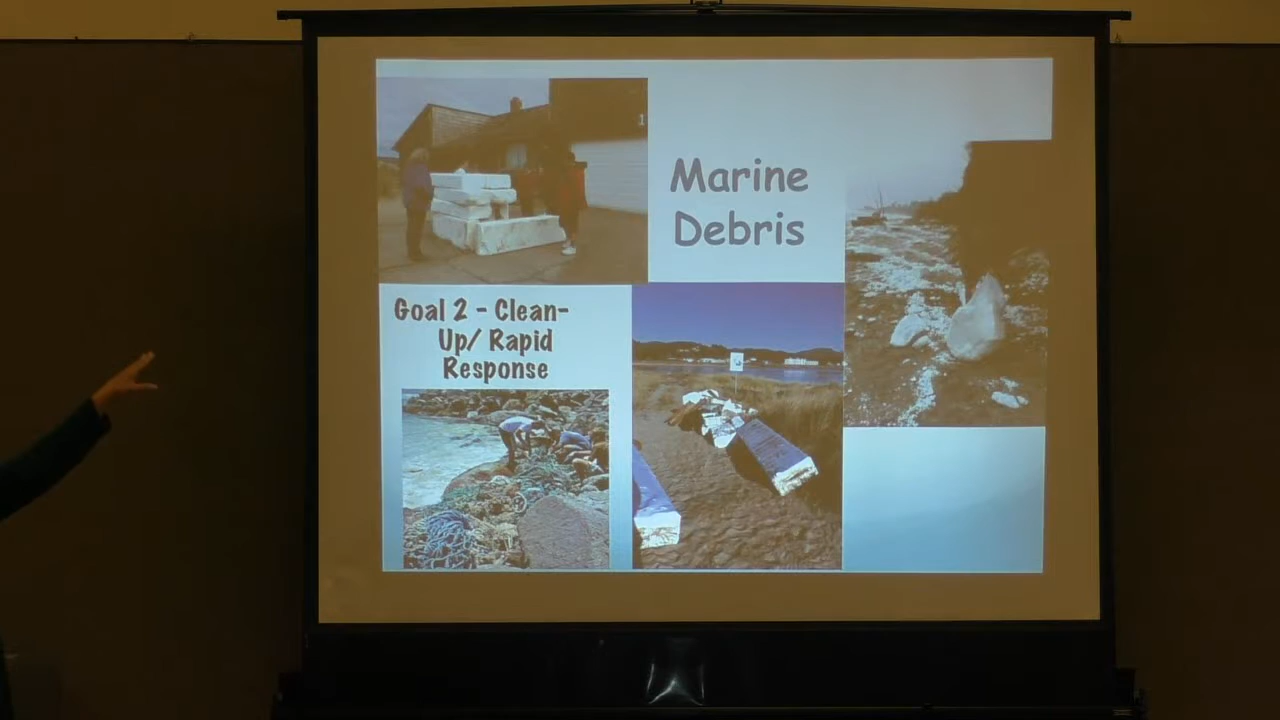 Marine
Debris
Goal 2 - Clean-
Up/ Rapid
Response